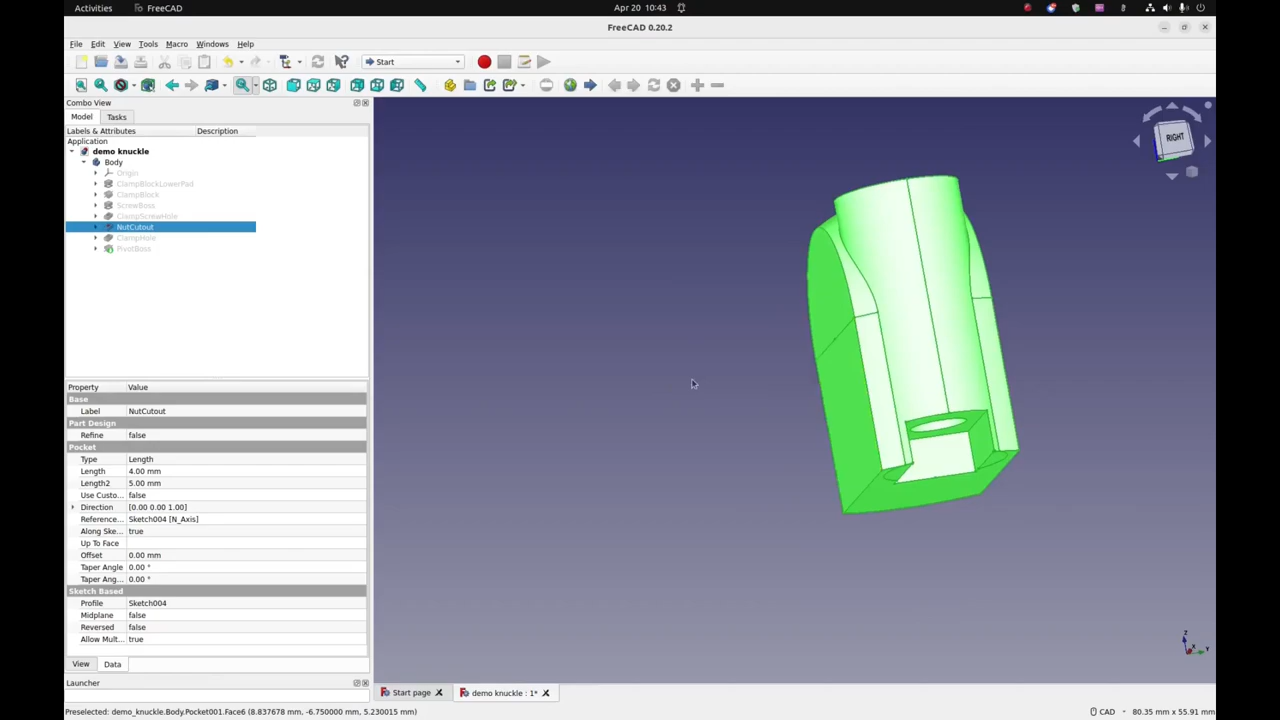 Activities FreeCAD Apr 20 10:43
FreeCAD 0.20.2
File Edit View Tools Macro Windows Help
Start
Combo View
Model Tasks
Labels & Attributes Description
Application
demo knuckle
Body
Origin
ClampBlockLowerPad
ClampBlock
ScrewBoss
ClampScrewHole
NutCutout
ClampHole
PivotBoss
RIGHT
Property Value
Base
Label NutCutout
Part Design
Refine false
Pocket
Type Length
Length 4.00 mm
Length2 5.00 mm
Use Custo... false
Direction [0.00 0.00 1.00]
Reference... Sketch004 [N_Axis]
Along Ske... true
Up To Face
Offset 0.00 mm
Taper Angle 0.00 °
Taper Ang... 0.00 °
Sketch Based
Profile Sketch004
Midplane false
Reversed false
Allow Mult... true
View Data
Launcher
Z
X
Y
Start page demo knuckle : 1*
Preselected: demo_knuckle.Body.Pocket001.Face6 (8.837678 mm, -6.750000 mm, 5.230015 mm) CAD 80.35 mm x 55.91 mm